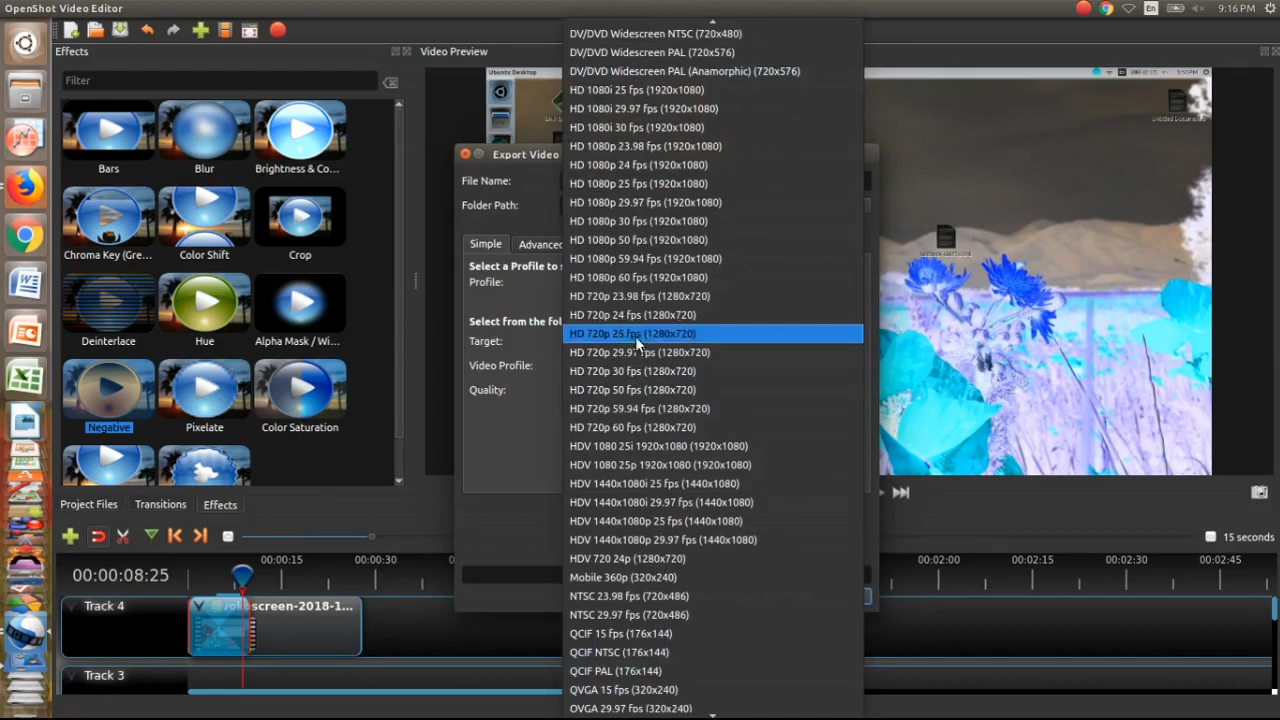 OpenShot Video Editor
En
9:16 PM
Effects
Video Preview
Filter
Bars
Blur
Brightness & Co...
Chroma Key (Gre...
Color Shift
Crop
Deinterlace
Hue
Alpha Mask / Wi...
Negative
Pixelate
Color Saturation
Project Files
Transitions
Effects
Ubuntu Desktop
Export Video
File Name:
Folder Path:
Simple
Advanced
Select a Profile to s
Profile:
Select from the fol
Target:
Video Profile:
Quality:
DV/DVD Widescreen NTSC (720x480)
DV/DVD Widescreen PAL (720x576)
DV/DVD Widescreen PAL (Anamorphic) (720x576)
HD 1080i 25 fps (1920x1080)
HD 1080i 29.97 fps (1920x1080)
HD 1080i 30 fps (1920x1080)
HD 1080p 23.98 fps (1920x1080)
HD 1080p 24 fps (1920x1080)
HD 1080p 25 fps (1920x1080)
HD 1080p 29.97 fps (1920x1080)
HD 1080p 30 fps (1920x1080)
HD 1080p 50 fps (1920x1080)
HD 1080p 59.94 fps (1920x1080)
HD 1080p 60 fps (1920x1080)
HD 720p 23.98 fps (1280x720)
HD 720p 24 fps (1280x720)
HD 720p 25 fps (1280x720)
HD 720p 29.97 fps (1280x720)
HD 720p 30 fps (1280x720)
HD 720p 50 fps (1280x720)
HD 720p 59.94 fps (1280x720)
HD 720p 60 fps (1280x720)
HDV 1080 25i 1920x1080 (1920x1080)
HDV 1080 25p 1920x1080 (1920x1080)
HDV 1440x1080i 25 fps (1440x1080)
HDV 1440x1080i 29.97 fps (1440x1080)
HDV 1440x1080p 25 fps (1440x1080)
HDV 1440x1080p 29.97 fps (1440x1080)
HDV 720 24p (1280x720)
Mobile 360p (320x240)
NTSC 23.98 fps (720x486)
NTSC 29.97 fps (720x486)
QCIF 15 fps (176x144)
QCIF NTSC (176x144)
QCIF PAL (176x144)
QVGA 15 fps (320x240)
QVGA 29.97 fps (320x240)
15 seconds
00:00:08:25
00:00:15
00:00:30
00:02:00
00:02:15
00:02:30
00:02:45
Track 4
screen-2018-1...
Track 3